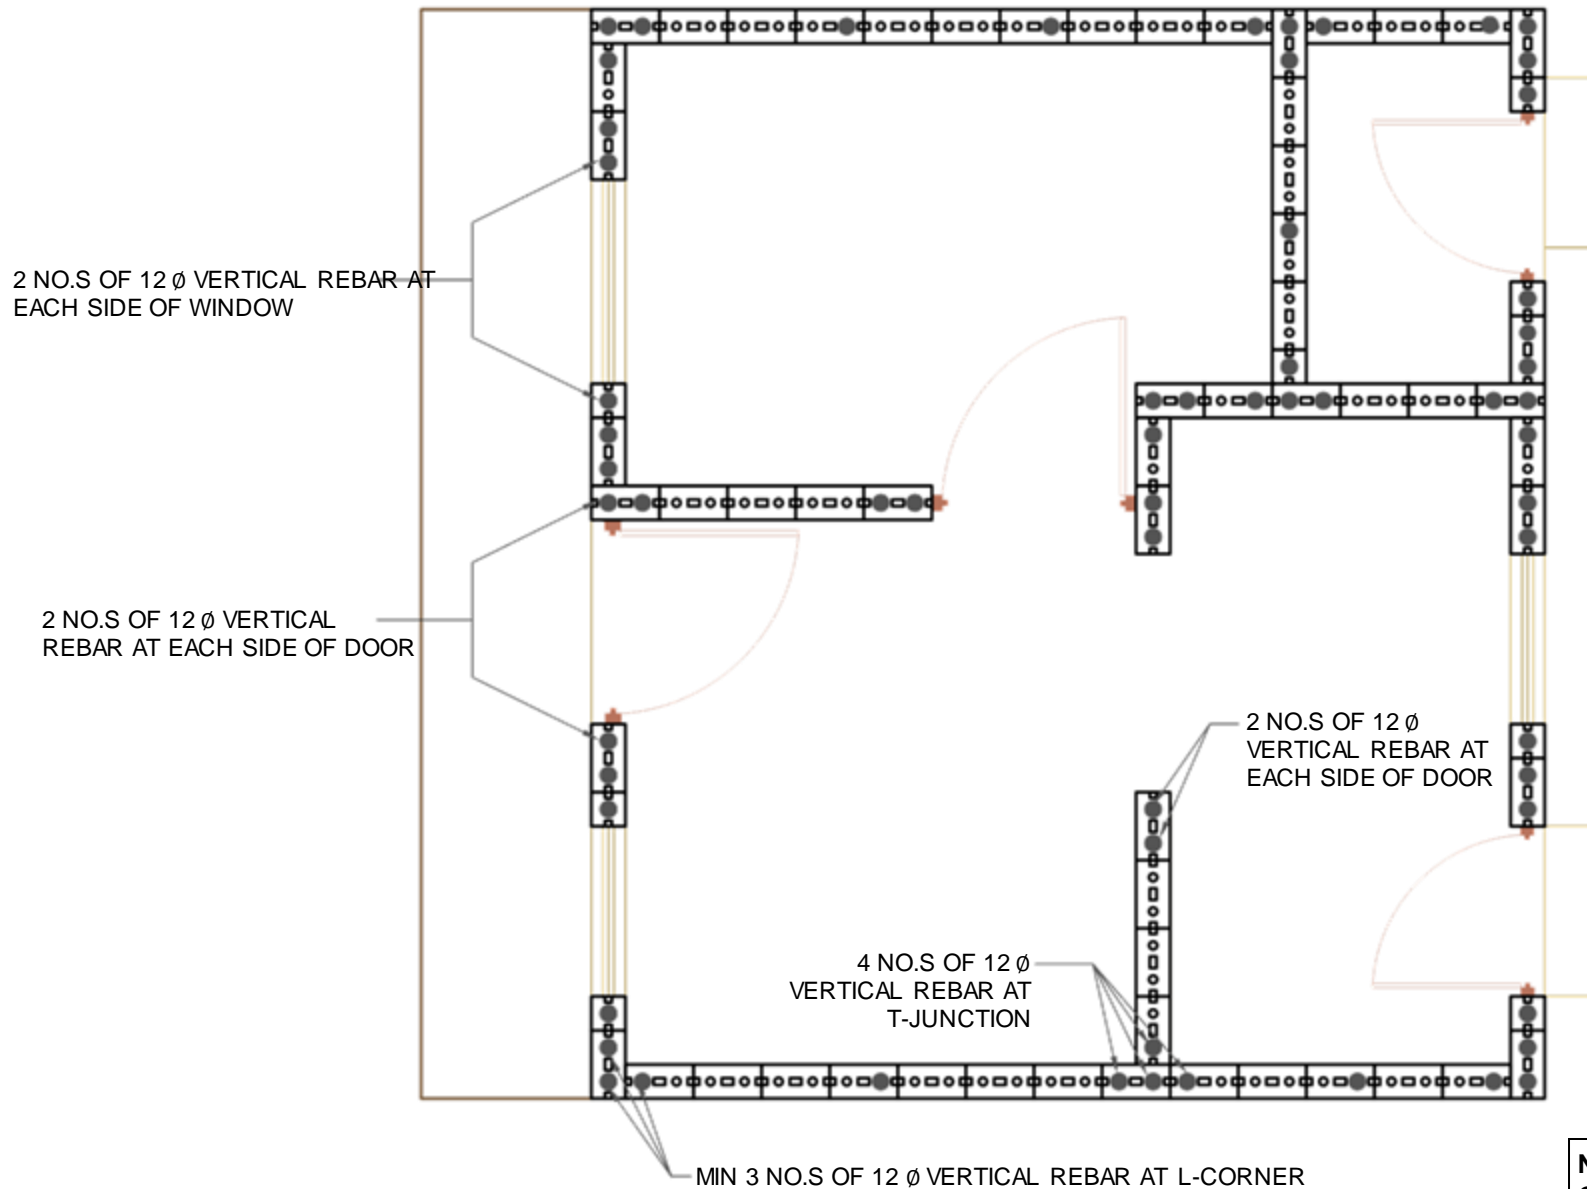 2 NO.S OF 12 Ø VERTICAL REBAR AT
EACH SIDE OF WINDOW
2 NO.S OF 12 Ø VERTICAL
REBAR AT EACH SIDE OF DOOR
2 NO.S OF 12 Ø
VERTICAL REBAR AT
EACH SIDE OF DOOR
4 NO.S OF 12 Ø
VERTICAL REBAR AT
T-JUNCTION
MIN 3 NO.S OF 12 Ø VERTICAL REBAR AT L-CORNER